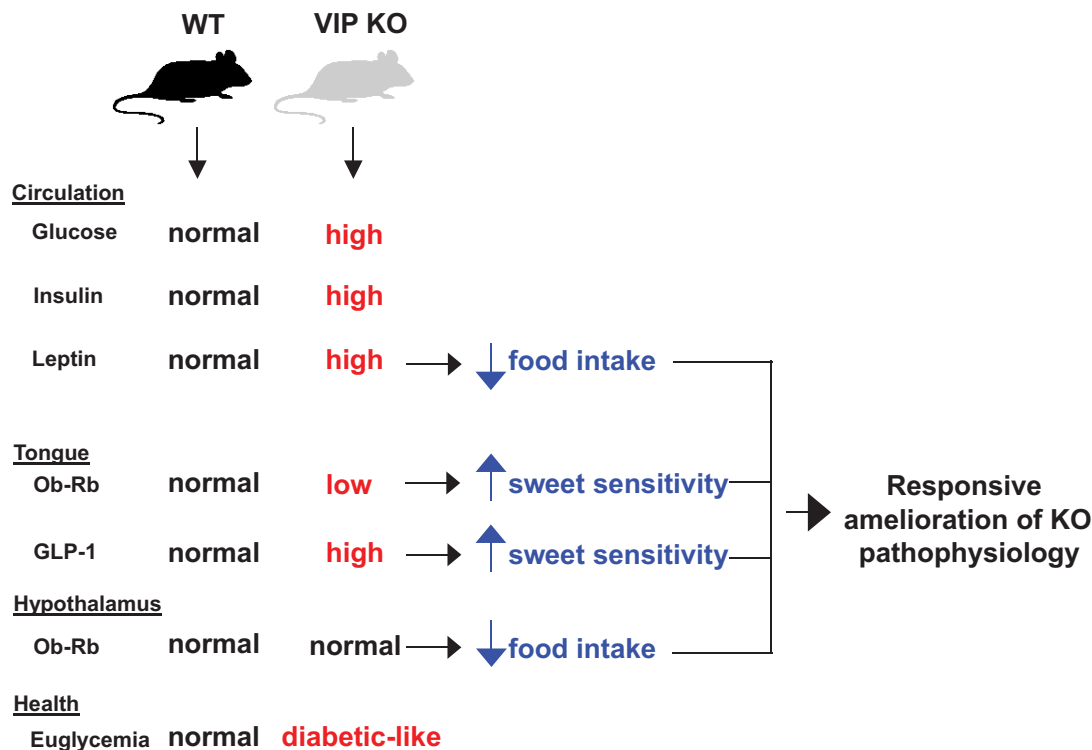 WT VIP KO
Circulation
Glucose normal high
Insulin normal high
Leptin normal high food intake
Tongue
Ob-Rb normal low sweet sensitivity
GLP-1 normal high sweet sensitivity
Responsive
amelioration of KO
pathophysiology
Hypothalamus
Ob-Rb normal normal food intake
Health
Euglycemia normal diabetic-like